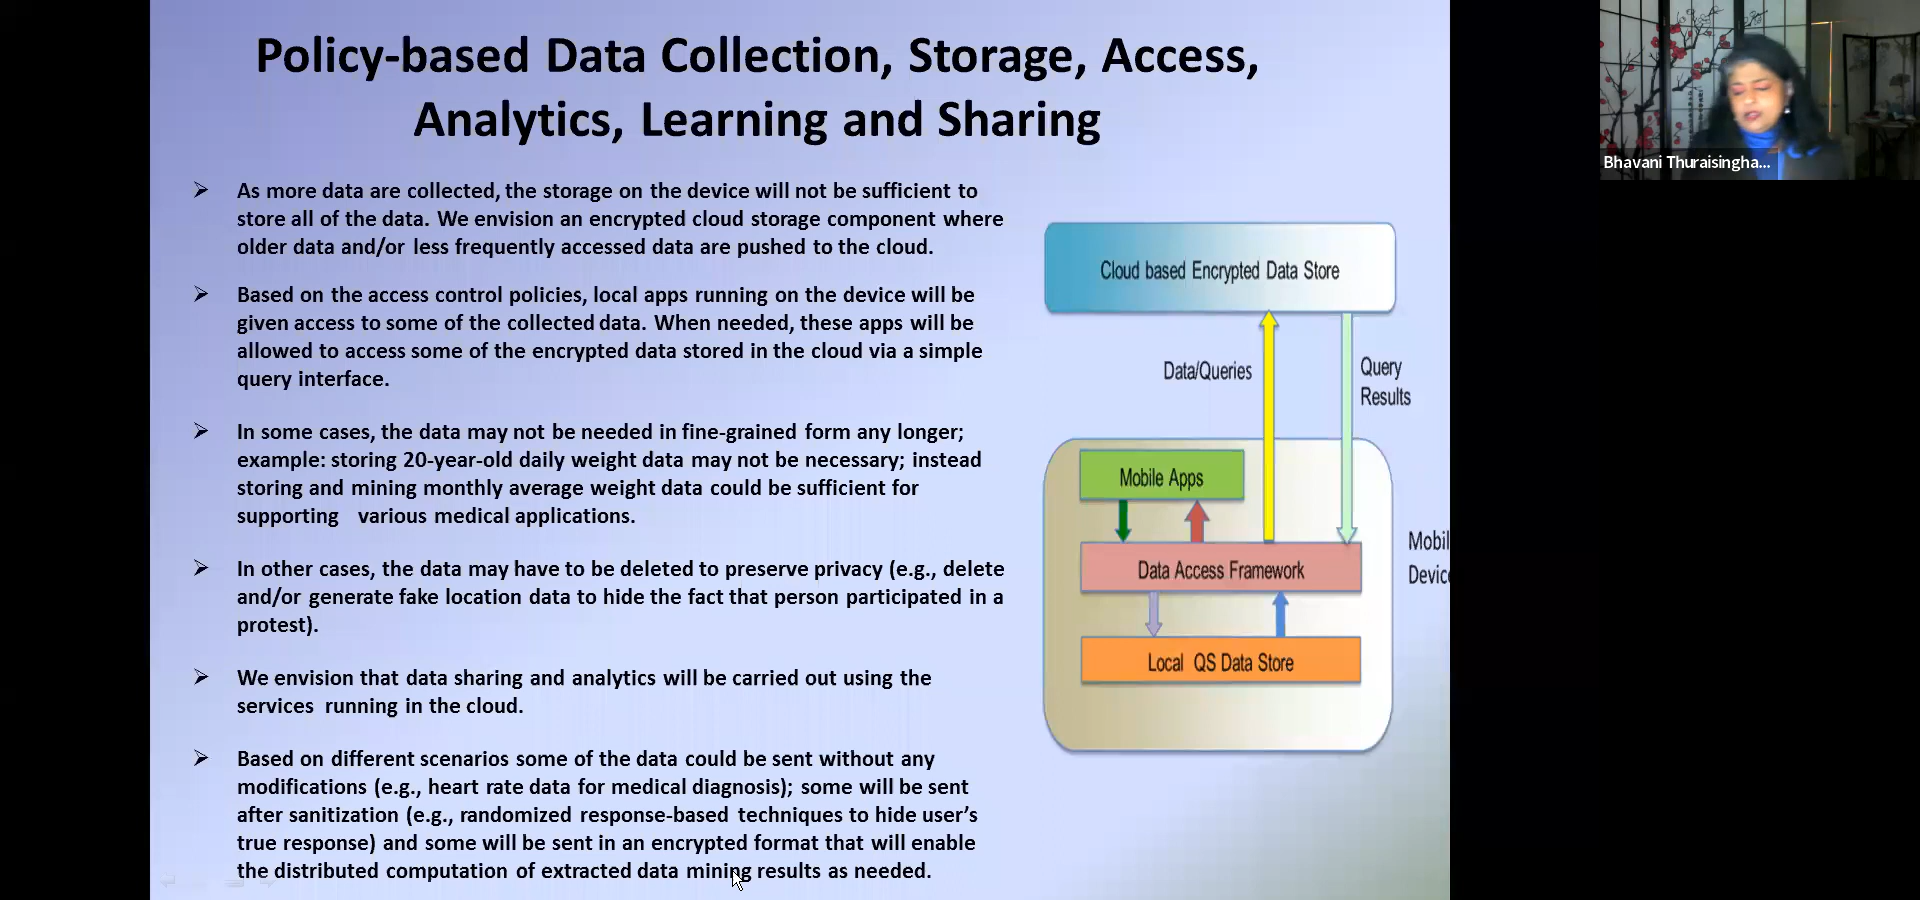 Policy-based Data Collection, Storage, Access,
Analytics, Learning and Sharing
As more data are collected, the storage on the device will not be sufficient to
store all of the data. We envision an encrypted cloud storage component where
older data and/or less frequently accessed data are pushed to the cloud.
Based on the access control policies, local apps running on the device will be
given access to some of the collected data. When needed, these apps will be
allowed to access some of the encrypted data stored in the cloud via a simple
query interface.
In some cases, the data may not be needed in fine-grained form any longer;
example: storing 20-year-old daily weight data may not be necessary; instead
storing and mining monthly average weight data could be sufficient for
supporting various medical applications.
In other cases, the data may have to be deleted to preserve privacy (e.g., delete
and/or generate fake location data to hide the fact that person participated in a
protest).
We envision that data sharing and analytics will be carried out using the
services running in the cloud.
Based on different scenarios some of the data could be sent without any
modifications (e.g., heart rate data for medical diagnosis); some will be sent
after sanitization (e.g., randomized response-based techniques to hide user's
true response) and some will be sent in an encrypted format that will enable
the distributed computation of extracted data mining results as needed.
Cloud based Encrypted Data Store
Data/Queries
Query
Results
Mobile Apps
Data Access Framework
Local QS Data Store
Mobil
Devic
Bhavani Thuraisingha...